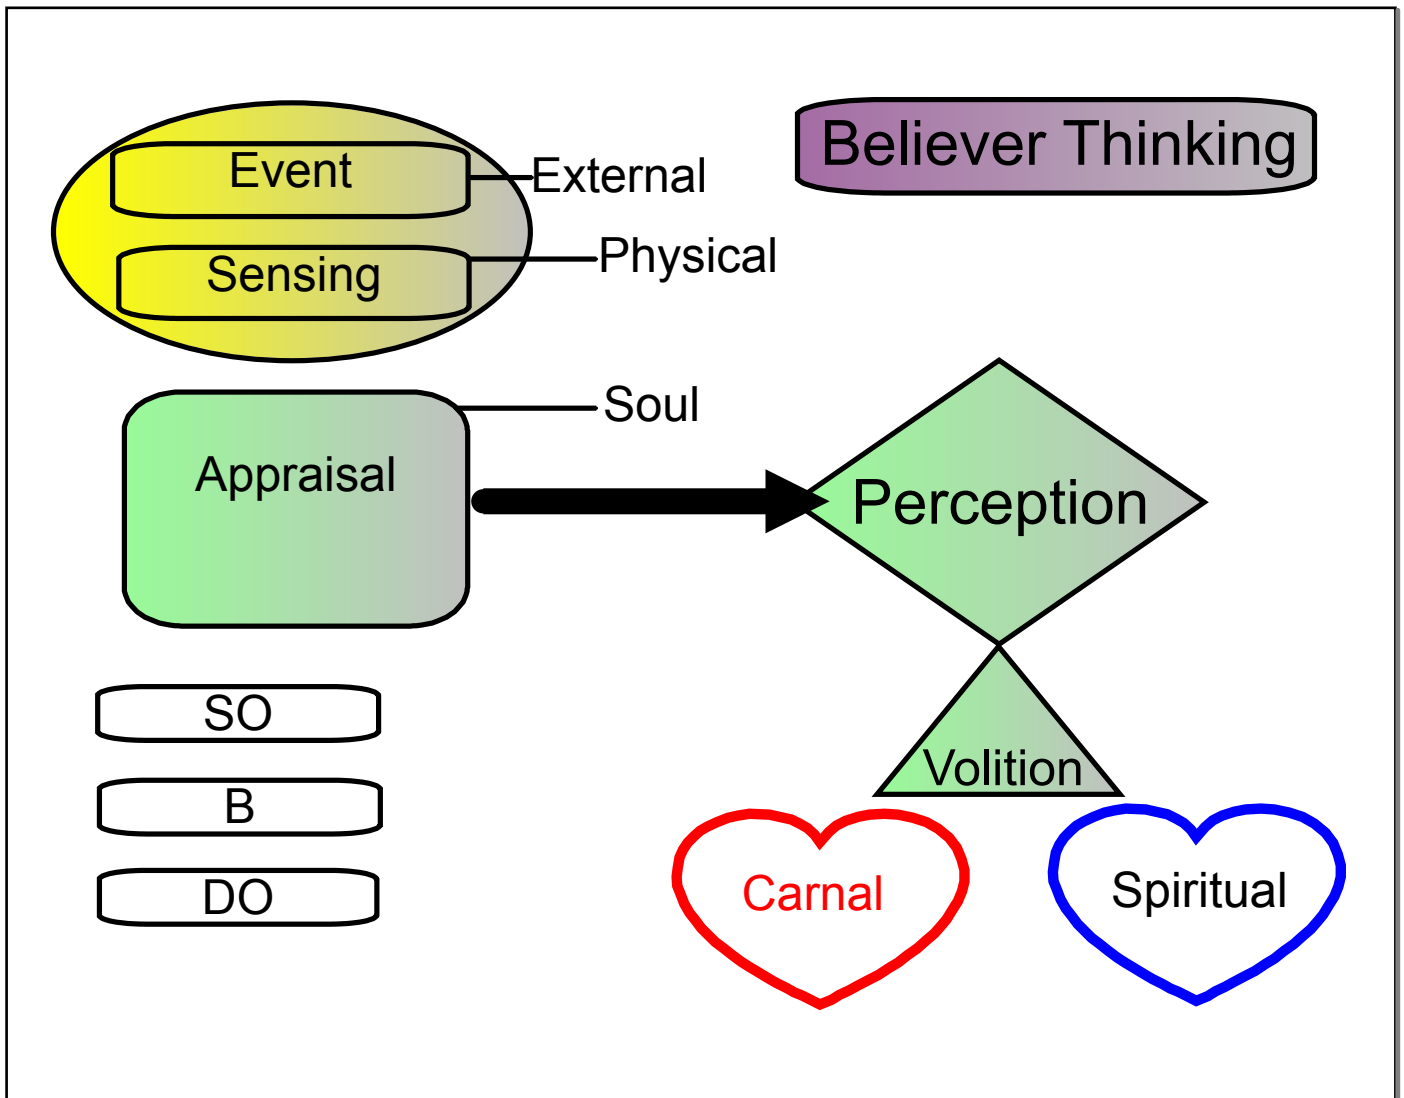 Believer Thinking
Event
External
Sensing
Physical
Soul
Appraisal
Perception
SO
B
DO
Volition
Carnal
Spiritual